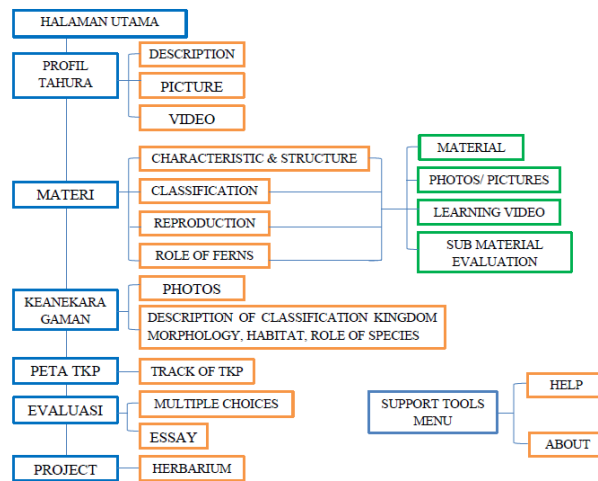 HALAMAN UTAMA
PROFIL
TAHURA
DESCRIPTION
PICTURE
VIDEO
MATERI
CHARACTERISTIC & STRUCTURE
CLASSIFICATION
REPRODUCTION
ROLE OF FERNS
MATERIAL
PHOTOS/ PICTURES
LEARNING VIDEO
SUB MATERIAL
EVALUATION
KEANEKARA
GAMAN
PHOTOS
DESCRIPTION OF CLASSIFICATION KINGDOM
MORPHOLOGY, HABITAT, ROLE OF SPECIES
PETA TKP
TRACK OF TKP
EVALUASI
MULTIPLE CHOICES
ESSAY
PROJECT
HERBARIUM
SUPPORT TOOLS
MENU
HELP
ABOUT